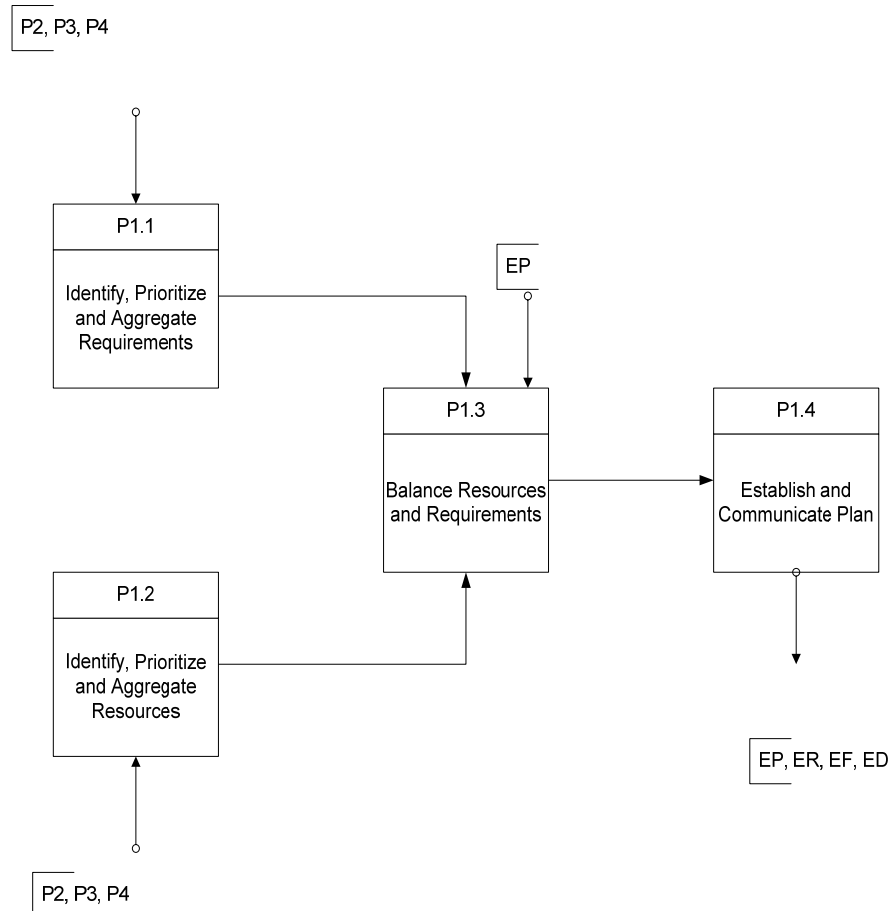 P2, P3, P4
P1.1
Identify, Prioritize
and Aggregate
Requirements
EP
P1.3
Balance Resources
and Requirements
P1.4
Establish and
Communicate Plan
P1.2
Identify, Prioritize
and Aggregate
Resources
EP, ER, EF, ED
P2, P3, P4